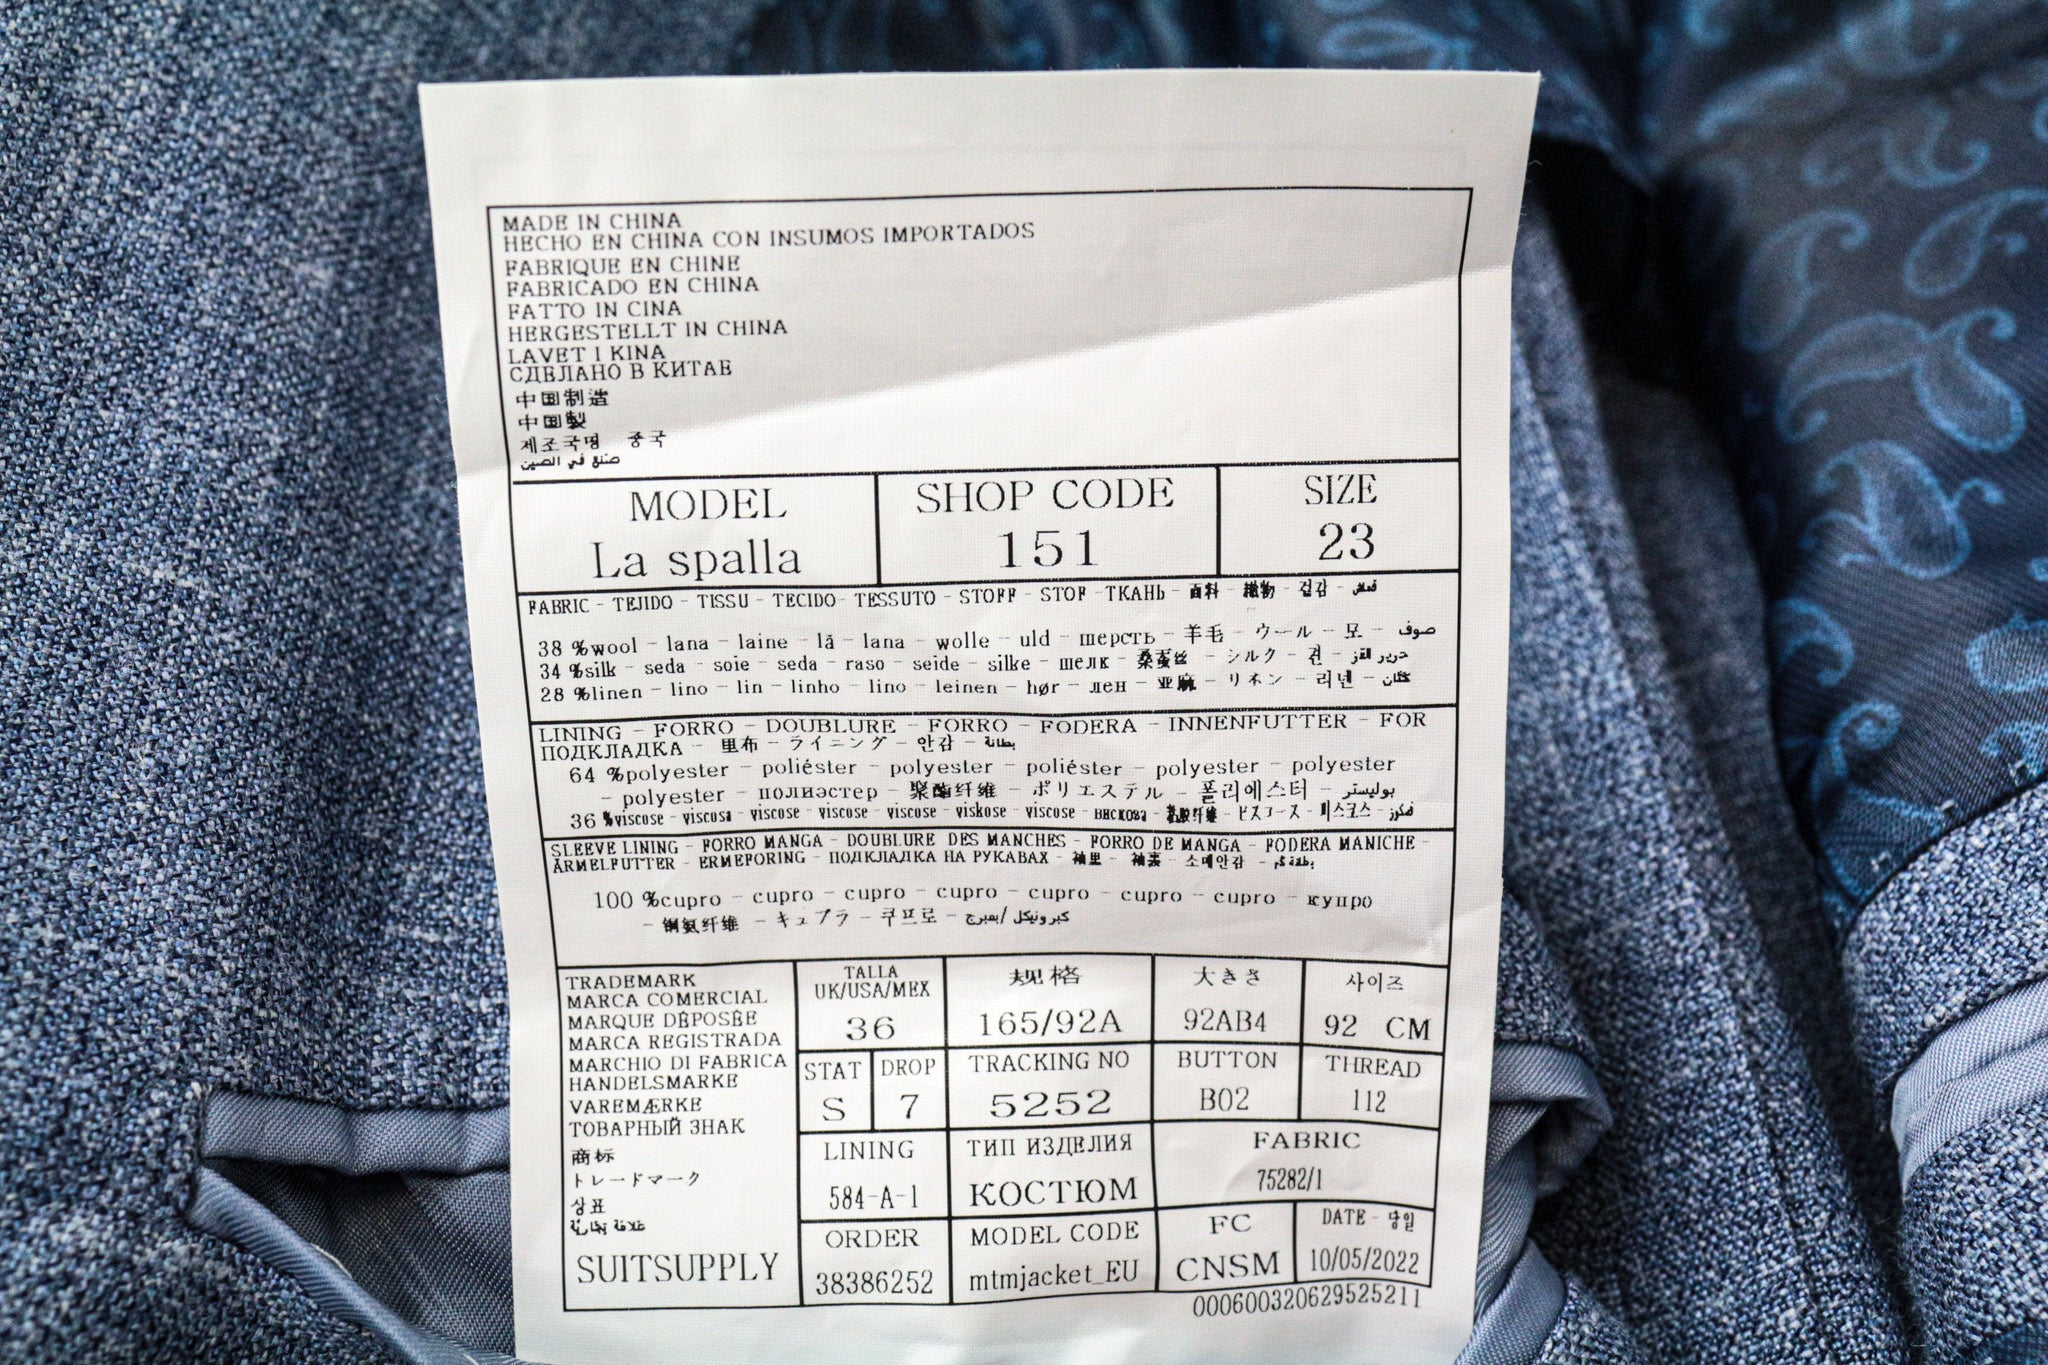 MADE IN CHINA
HECHO EN CHINA CON INSUMOS IMPORTADOS
FABRIQUE EN CHINE
FABRICADO EN CHINA
FATTO IN CINA
HERGESTELLT IN CHINA
LAVET I KINA
СДЕЛАНО В КИТАЕ
中国制造
中国製
제조국명 중국
صنع في الصين
MODEL
La spalla
SHOP CODE
151
SIZE
23
FABRIC - TEJIDO - TISSU - TECIDO - TESSUTO - STOFF - STOF - ТКАНЬ - 面料 - 織物 - 겉감 - قماش
38 %wool - lana - laine - lã - lana - wolle - uld - шерсть - 羊毛 - ウール - 모 - صوف
34 %silk - seda - soie - seda - raso - seide - silke - шелк - 桑蚕丝 - シルク - 견 - حرير القز
28 %linen - lino - lin - linho - lino - leinen - hør - лен - 亚麻 - リネン - 리넨 - كتان
LINING - FORRO - DOUBLURE - FORRO - FODERA - INNENFUTTER - FOR
ПОДКЛАДКА - 里布 - ライニング - 안감 - بطانة
64 %polyester - poliéster - polyester - poliéster - polyester - polyester
- polyester - полиэстер - 聚酯纤维 - ポリエステル - 폴리에스터 - بوليستر
36 %viscose - viscosa - viscose - viscose - viscose - viskose - viscose - вискоза - 粘胶纤维 - ビスコース - 비스코스 - فسكوز
SLEEVE LINING - FORRO MANGA - DOUBLURE DES MANCHES - FORRO DE MANGA - FODERA MANICHE -
ÄRMELFUTTER - ERMEFORING - ПОДКЛАДКА НА РУКАВАХ - 袖里 - 袖裏 - 소매안감 - بطانة كم
100 %cupro - cupro - cupro - cupro - cupro - cupro - cupro - купро
- 铜氨纤维 - キュプラ - 큐프로 - كبرونيكل /بمبرج
TRADEMARK
MARCA COMERCIAL
MARQUE DÉPOSÉE
MARCA REGISTRADA
MARCHIO DI FABRICA
HANDELSMARKE
VAREMÆRKE
ТОВАРНЫЙ ЗНАК
商标
トレードマーク
상표
علامة تجارية
SUITSUPPLY
TALLA
UK/USA/MEX
36
规格
165/92A
大きさ
92AB4
사이즈
92 CM
STAT
S
DROP
7
TRACKING NO
5252
BUTTON
B02
THREAD
112
LINING
584-A-1
ТИП ИЗДЕЛИЯ
КОСТЮМ
FABRIC
75282/1
ORDER
38386252
MODEL CODE
mtmjacket_EU
FC
CNSM
DATE -
10/05/2022
000600320629525211